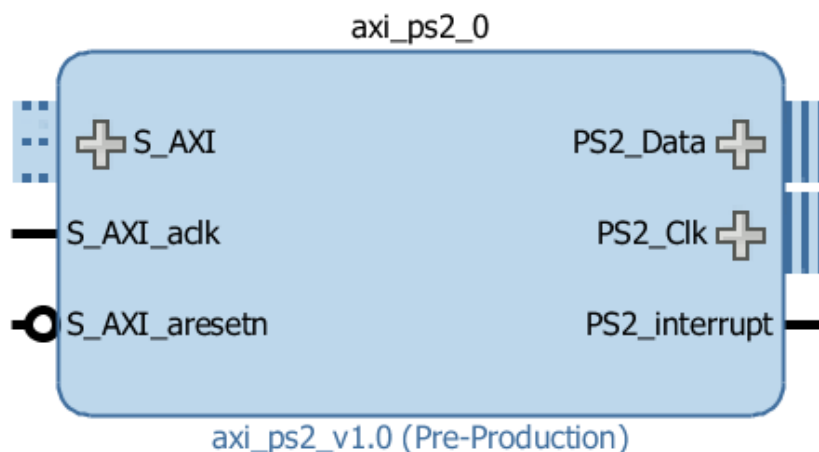 axi_ps2_0
S_AXI
PS2_Data
S_AXI_aclk
PS2_Clk
S_AXI_aresetn
PS2_interrupt
axi_ps2_v1.0 (Pre-Production)